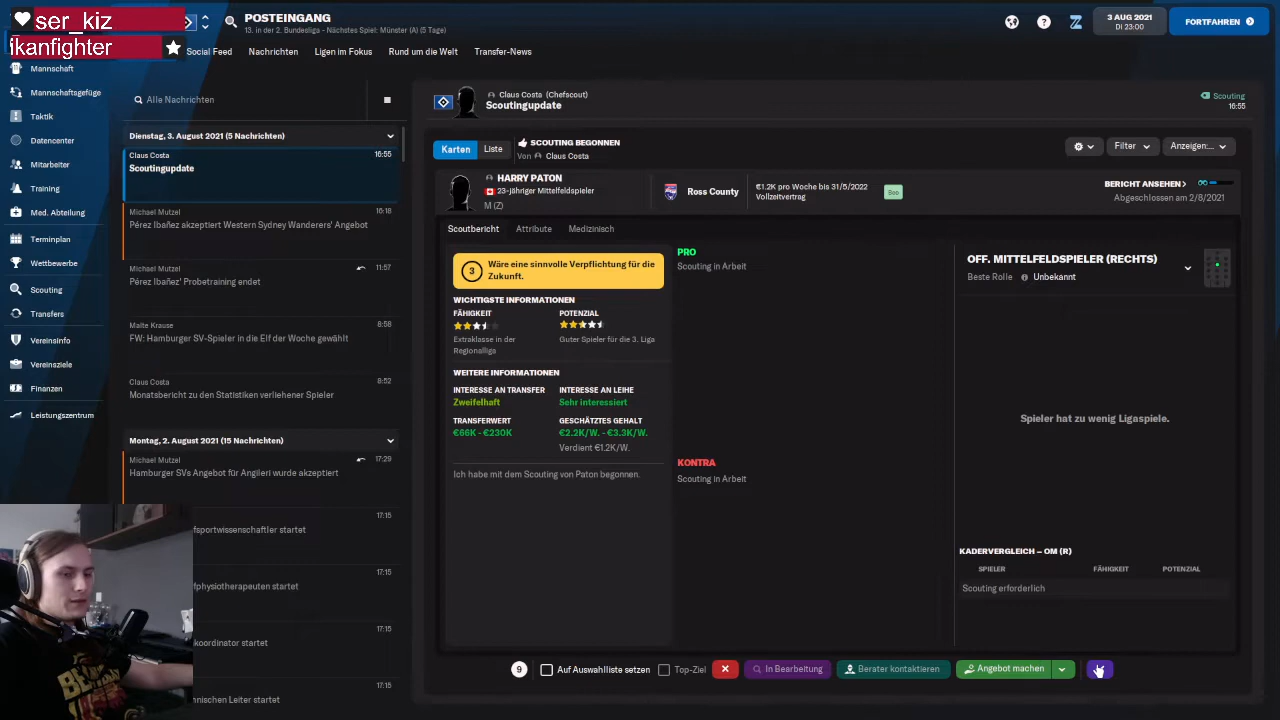 ser_kiz
ikanfighter
POSTEINGANG
13. in der 2. Bundesliga - Nächstes Spiel: Münster (A) (5 Tage)
3 AUG 2021
DI 23:00
FORTFAHREN
Social Feed
Nachrichten
Ligen im Fokus
Rund um die Welt
Transfer-News
Mannschaft
Mannschaftsgefüge
Taktik
Datencenter
Mitarbeiter
Training
Med. Abteilung
Terminplan
Wettbewerbe
Scouting
Transfers
Vereinsinfo
Vereinsziele
Finanzen
Leistungszentrum
Alle Nachrichten
Dienstag, 3. August 2021 (5 Nachrichten)
Claus Costa 16:55
Scoutingupdate
Michael Mutzel 16:18
Pérez Ibañez akzeptiert Western Sydney Wanderers' Angebot
Michael Mutzel 11:57
Pérez Ibañez' Probetraining endet
Malte Krause 8:58
FW: Hamburger SV-Spieler in die Elf der Woche gewählt
Claus Costa 8:52
Monatsbericht zu den Statistiken verliehener Spieler
Montag, 2. August 2021 (15 Nachrichten)
Michael Mutzel 17:29
Hamburger SVs Angebot für Angileri wurde akzeptiert
17:15
fsportwissenschaftler startet
17:15
fphysiotherapeuten startet
17:15
koordinator startet
17:15
hnischen Leiter startet
Claus Costa (Chefscout)
Scoutingupdate
Scouting
16:55
Karten
Liste
SCOUTING BEGONNEN
Von Claus Costa
Filter
Anzeigen:...
HARRY PATON
23-jähriger Mittelfeldspieler
M (Z)
Ross County
€1.2K pro Woche bis 31/5/2022
Vollzeitvertrag
Sco
BERICHT ANSEHEN
Abgeschlossen am 2/8/2021
Scoutbericht
Attribute
Medizinisch
3
Wäre eine sinnvolle Verpflichtung für die
Zukunft.
WICHTIGSTE INFORMATIONEN
FÄHIGKEIT
POTENZIAL
Extraklasse in der
Regionalliga
Guter Spieler für die 3. Liga
WEITERE INFORMATIONEN
INTERESSE AN TRANSFER
Zweifelhaft
INTERESSE AN LEIHE
Sehr interessiert
TRANSFERWERT
€66K - €230K
GESCHÄTZTES GEHALT
€2.2K/W. - €3.3K/W.
Verdient €1.2K/W.
Ich habe mit dem Scouting von Paton begonnen.
PRO
Scouting in Arbeit
KONTRA
Scouting in Arbeit
OFF. MITTELFELDSPIELER (RECHTS)
Beste Rolle Unbekannt
Spieler hat zu wenig Ligaspiele.
KADERVERGLEICH – OM (R)
SPIELER FÄHIGKEIT POTENZIAL
Scouting erforderlich
9
Auf Auswahlliste setzen
Top-Ziel
In Bearbeitung
Berater kontaktieren
Angebot machen